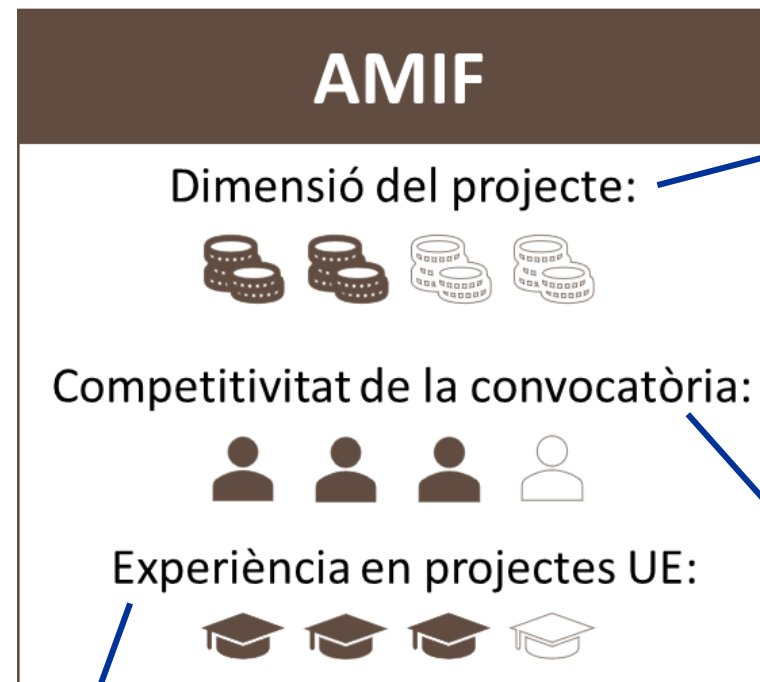 AMIF
Dimensió del projecte:
Competitivitat de la convocatòria:
Experiència en projectes UE: